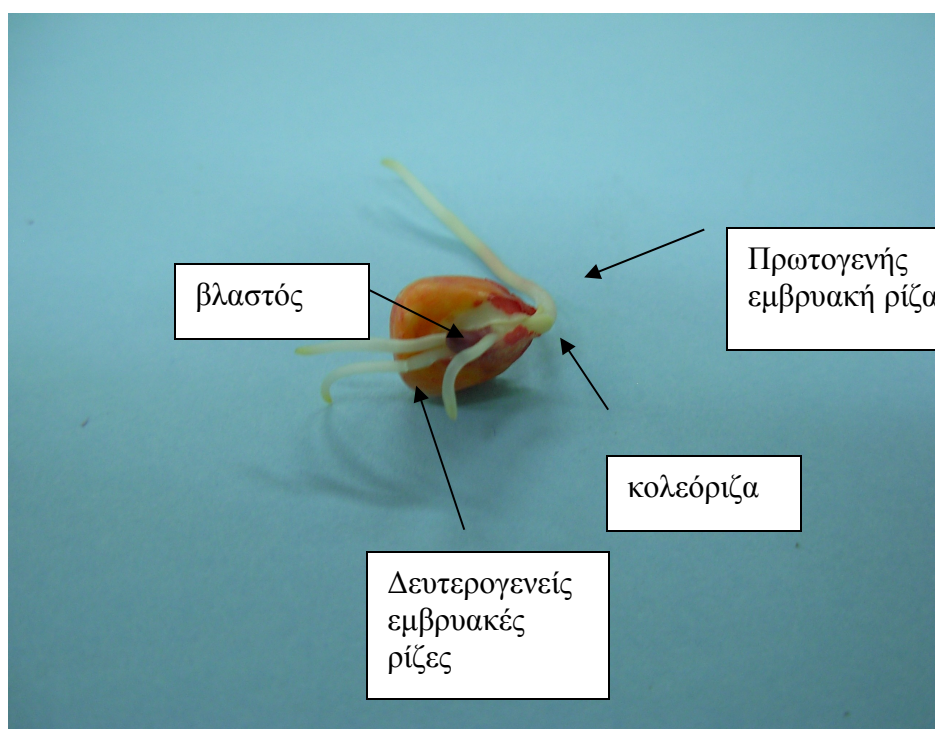 Πρωτογενής
εμβρυακή ρίζα
βλαστός
κολεόριζα
Δευτερογενείς
εμβρυακές
ρίζες